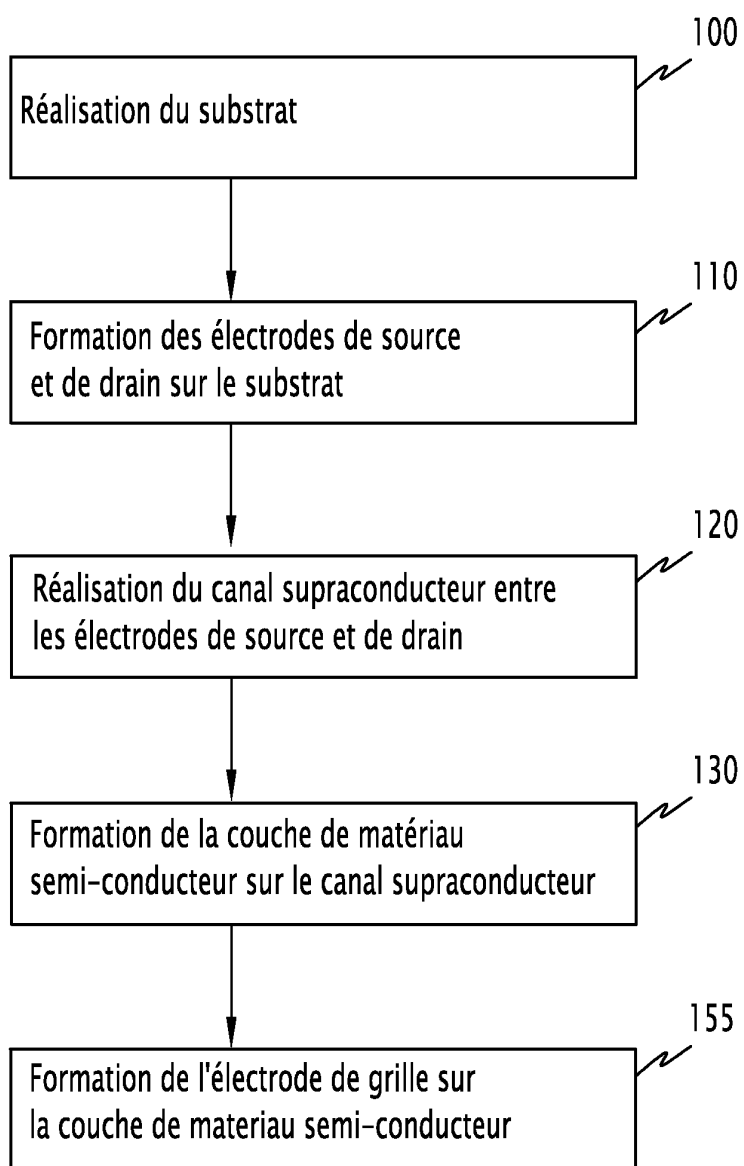 100
Réalisation du substrat
110
Formation des électrodes de source
et de drain sur le substrat
120
Réalisation du canal supraconducteur entre
les électrodes de source et de drain
130
Formation de la couche de matériau
semi-conducteur sur le canal supraconducteur
155
Formation de l'électrode de grille sur
la couche de materiau semi-conducteur